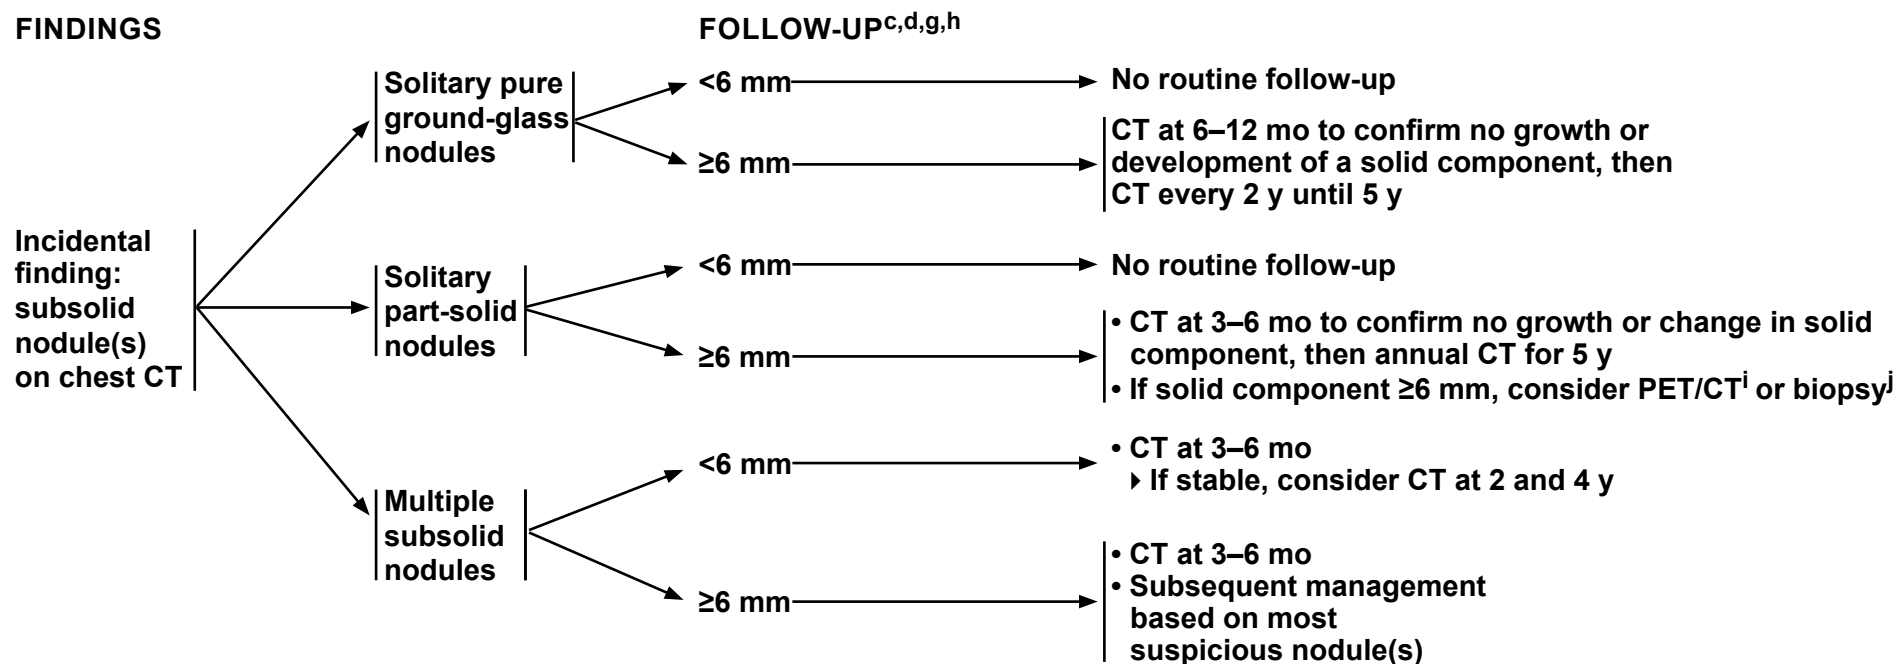 FINDINGS
FOLLOW-UPc,d,g,h
Incidental
finding:
subsolid
nodule(s)
on chest CT
Solitary pure
ground-glass
nodules
<6 mm
No routine follow-up
≥6 mm
CT at 6–12 mo to confirm no growth or
development of a solid component, then
CT every 2 y until 5 y
Solitary
part-solid
nodules
<6 mm
No routine follow-up
≥6 mm
• CT at 3–6 mo to confirm no growth or change in solid
component, then annual CT for 5 y
• If solid component ≥6 mm, consider PET/CTi or biopsyj
Multiple
subsolid
nodules
<6 mm
• CT at 3–6 mo
▸ If stable, consider CT at 2 and 4 y
≥6 mm
• CT at 3–6 mo
• Subsequent management
based on most
suspicious nodule(s)